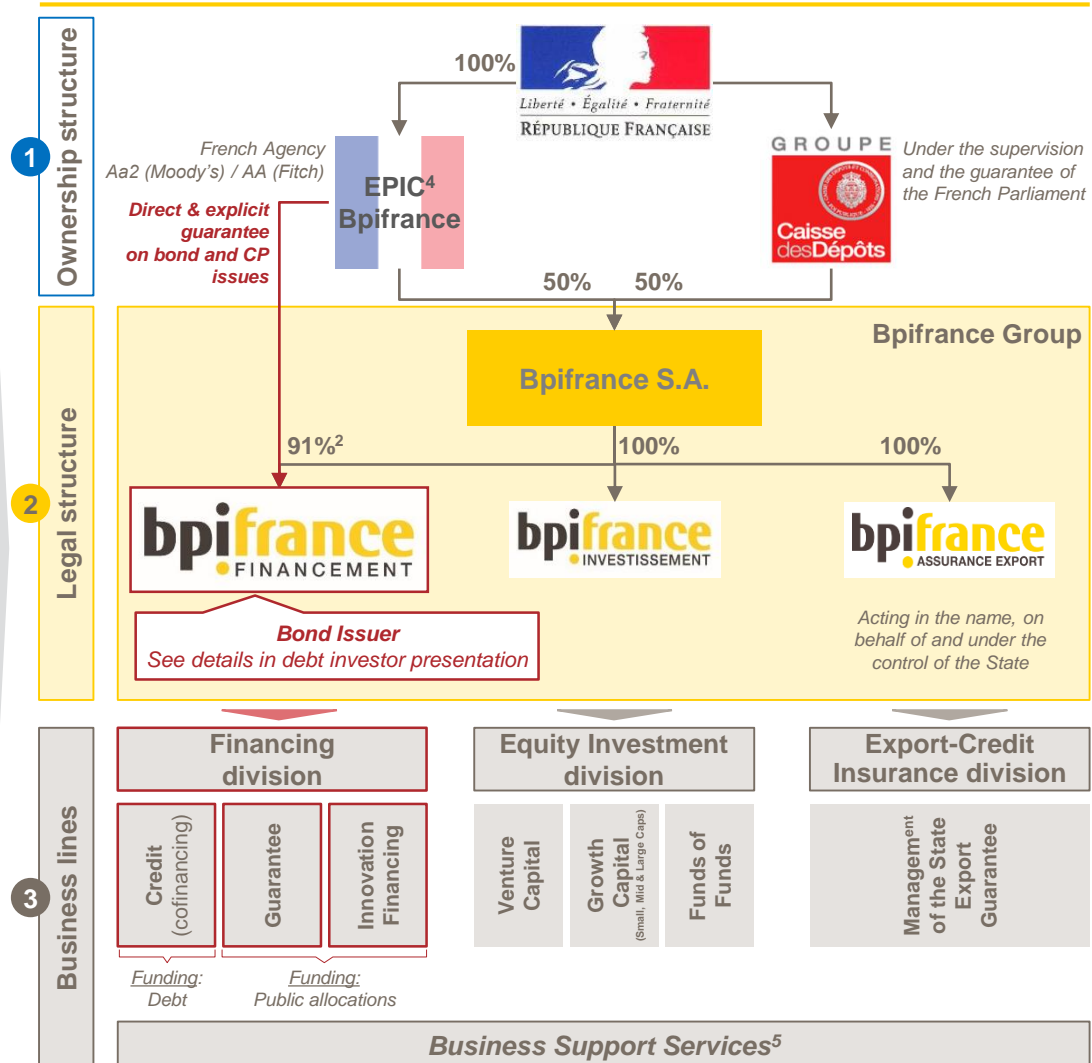 100%
Liberté • Égalité • Fraternité
RÉPUBLIQUE FRANÇAISE
1
Ownership structure
French Agency
Aa2 (Moody's) / AA (Fitch)
EPIC⁴
Bpifrance
Direct & explicit
guarantee
on bond and CP
issues
GROUPE
Caisse
desDépôts
Under the supervision
and the guarantee of
the French Parliament
50%
50%
2
Legal structure
Bpifrance Group
Bpifrance S.A.
91%²
100%
100%
bpifrance
FINANCEMENT
bpifrance
INVESTISSEMENT
bpifrance
ASSURANCE EXPORT
Bond Issuer
See details in debt investor presentation
Acting in the name, on
behalf of and under the
control of the State
3
Business lines
Financing
division
Equity Investment
division
Export-Credit
Insurance division
Credit
(cofinancing)
Guarantee
Innovation
Financing
Venture
Capital
Growth
Capital
(Small, Mid & Large Caps)
Funds of
Funds
Managemᵉⁿᵗ
of the State
Export
Guarantee
Funding:
Debt
Funding:
Public allocations
Business Support Services⁵